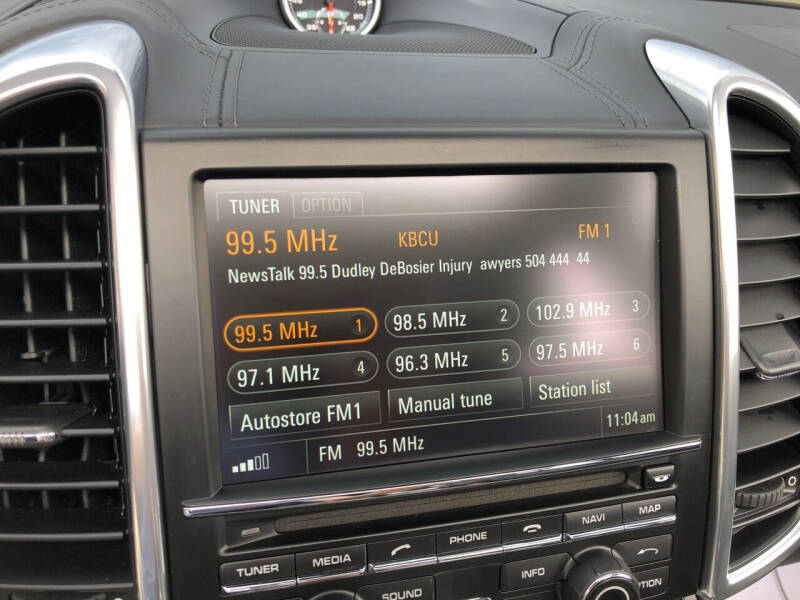 TUNER OPTION
99.5 MHz KBCU FM 1
NewsTalk 99.5 Dudley DeBosier Injury awyers 504 444 44
99.5 MHz 1 98.5 MHz 2 102.9 MHz 3
97.1 MHz 4 96.3 MHz 5 97.5 MHz 6
Autostore FM1 Manual tune Station list
FM 99.5 MHz 11:04 am
TUNER MEDIA PHONE NAVI MAP
SOUND INFO OPTION